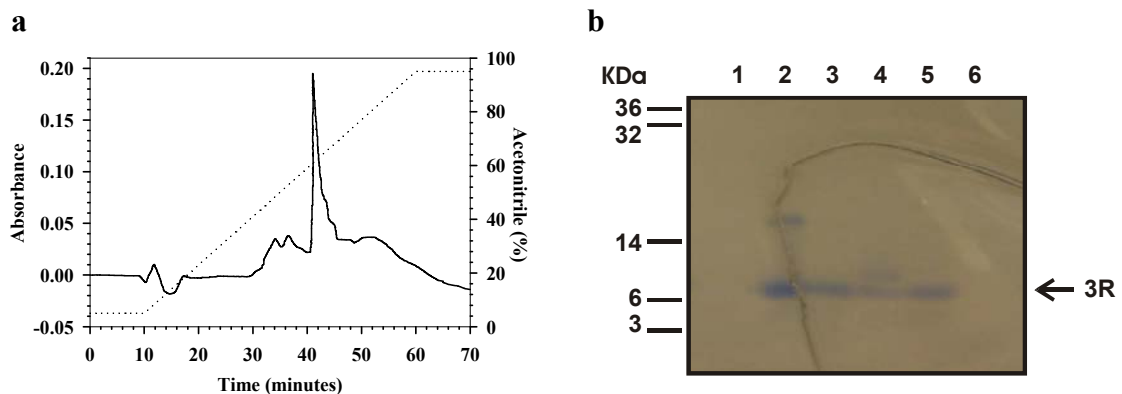 a
0.20
0.15
0.10
0.05
0.00
-0.05
Absorbance
100
80
60
40
20
0
Acetonitrile (%)
0 10 20 30 40 50 60 70
Time (minutes)
b
KDa 1 2 3 4 5 6
36
32
14
6
3
3R